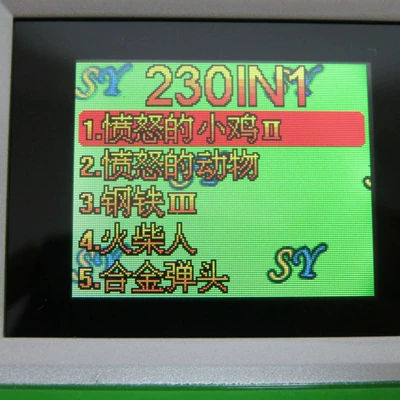 SY 230IN1 SY
1.愤怒的小鸡Ⅱ
2.愤怒的动物
3.钢铁Ⅲ
4.火柴人
5.合金弹头
SY